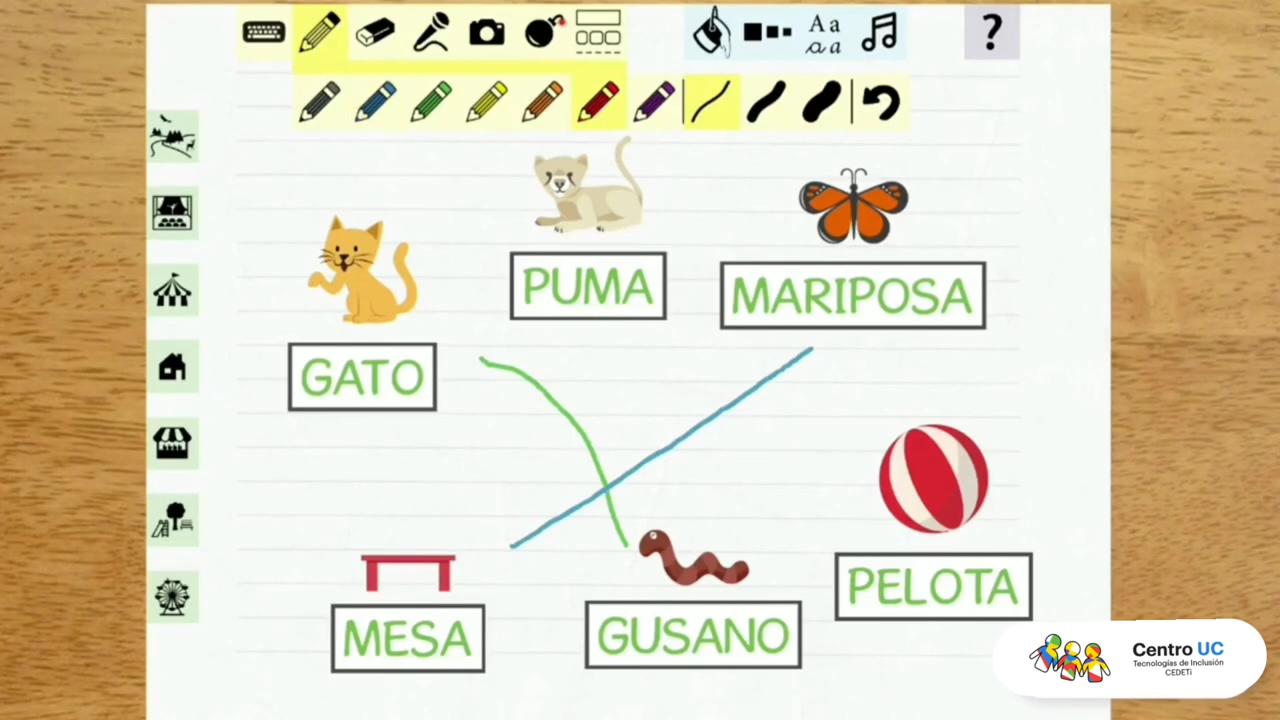 Aa
aa
?
PUMA
MARIPOSA
GATO
PELOTA
MESA
GUSANO
Centro UC
Tecnologías de Inclusión
CEDETi